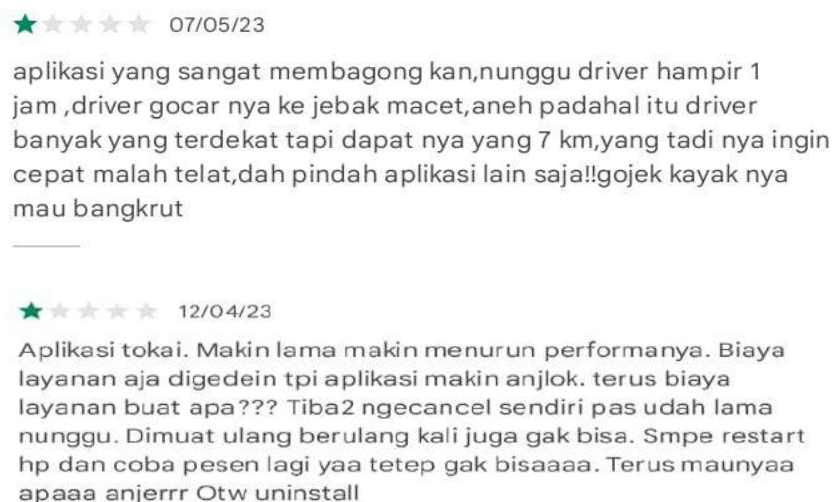 07/05/23
aplikasi yang sangat membagong kan,nunggu driver hampir 1
jam ,driver gocar nya ke jebak macet,aneh padahal itu driver
banyak yang terdekat tapi dapat nya yang 7 km,yang tadi nya ingin
cepat malah telat,dah pindah aplikasi lain saja!!gojek kayak nya
mau bangkrut
12/04/23
Aplikasi tokai. Makin lama makin menurun performanya. Biaya
layanan aja digedein tpi aplikasi makin anjlok. terus biaya
layanan buat apa??? Tiba2 ngecancel sendiri pas udah lama
nunggu. Dimuat ulang berulang kali juga gak bisa. Smpe restart
hp dan coba pesen lagi yaa tetep gak bisaaaa. Terus maunyaa
apaaa anjerrr Otw uninstall